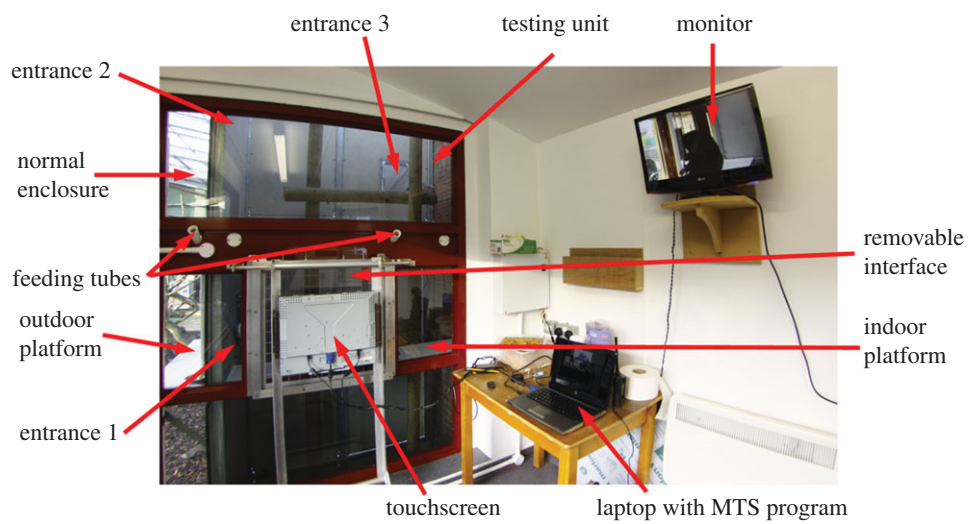 entrance 3
testing unit
monitor
entrance 2
normal
enclosure
removable
interface
feeding tubes
outdoor
platform
indoor
platform
entrance 1
touchscreen
laptop with MTS program